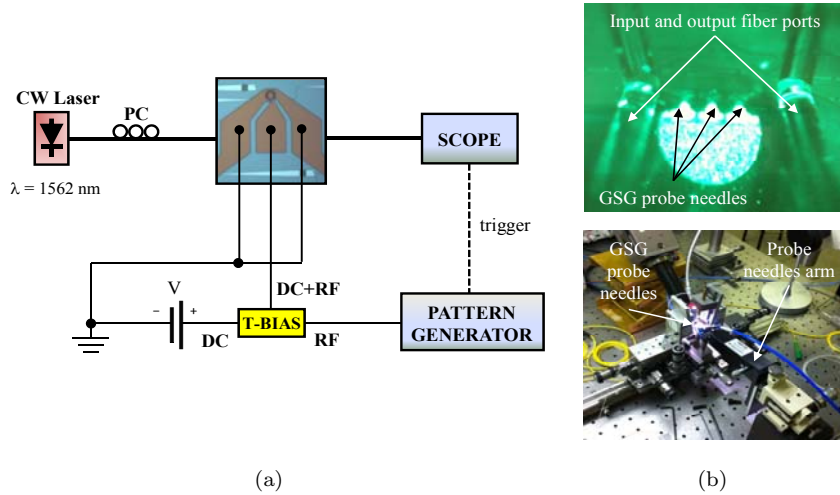 CW Laser
PC
λ = 1562 nm
SCOPE
trigger
V
−
+
DC
T-BIAS
DC+RF
RF
PATTERN
GENERATOR
(a)
Input and output fiber ports
GSG probe needles
GSG
probe
needles
Probe
needles arm
(b)